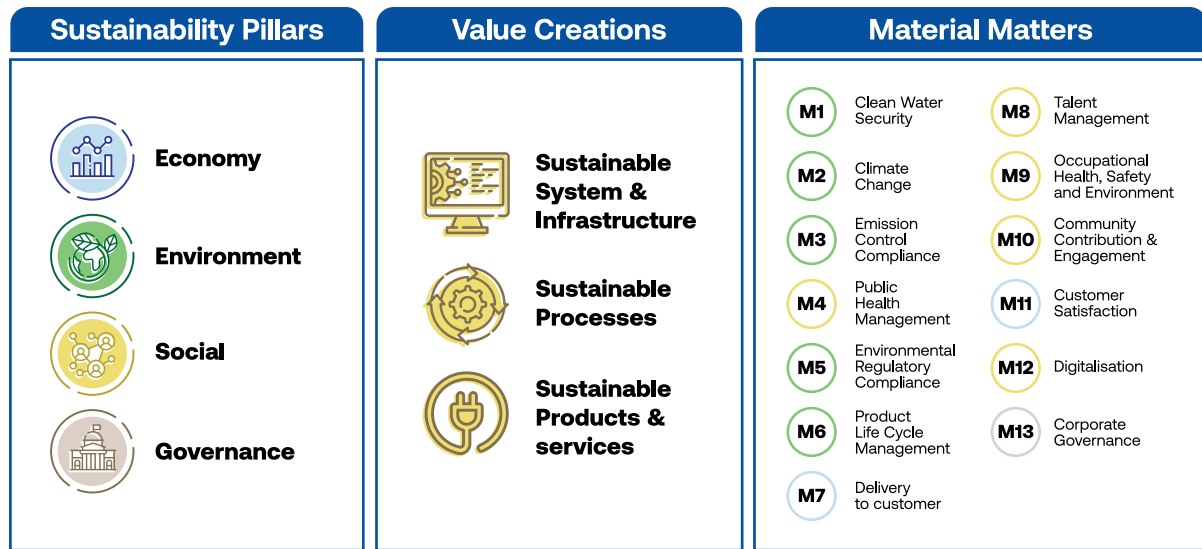 Sustainability Pillars
Economy
Environment
Social
Governance
Value Creations
Sustainable
System &
Infrastructure
Sustainable
Processes
Sustainable
Products &
services
Material Matters
M1
Clean Water
Security
M2
Climate
Change
M3
Emission
Control
Compliance
M4
Public
Health
Management
M5
Environmental
Regulatory
Compliance
M6
Product
Life Cycle
Management
M7
Delivery
to customer
M8
Talent
Management
M9
Occupational
Health, Safety
and Environment
M10
Community
Contribution &
Engagement
M11
Customer
Satisfaction
M12
Digitalisation
M13
Corporate
Governance